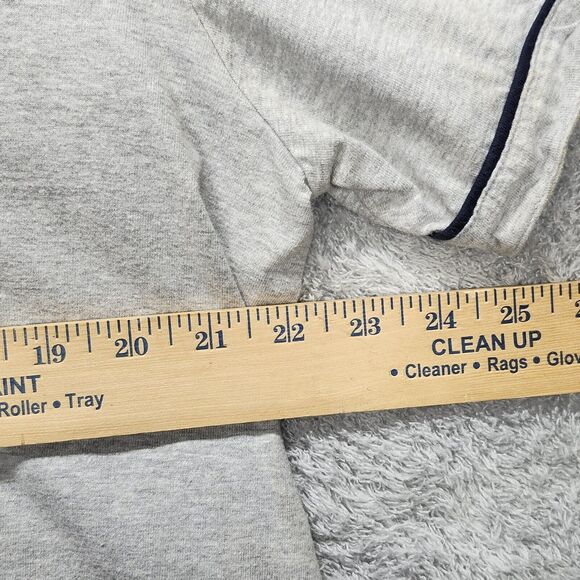 19 20 21 22 23 24 25
AINT CLEAN UP
Roller • Tray • Cleaner • Rags • Glov